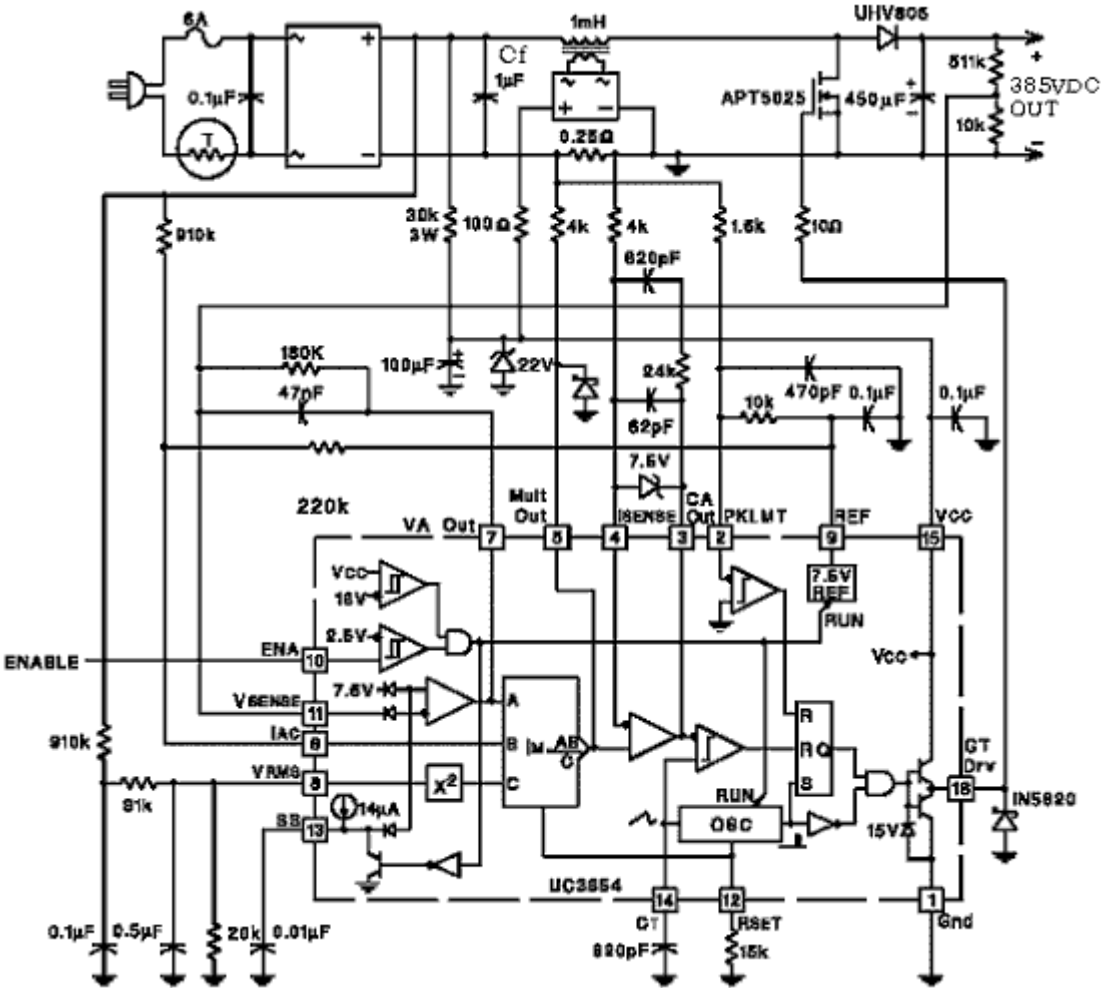 6A
1mH
UHV806
+
Cf
1µF
0.1µF
APT5025
450µF
511k
385VDC
OUT
10k
0.25Ω
T
910k
30k
3W
100Ω
4k
4k
1.6k
10Ω
620pF
180K
100µF
22V
24k
47nF
470pF
0.1µF
0.1µF
10k
62pF
7.5V
220k
VA Out
Mult
Out
ISENSE
CA
Out
PKLMT
REF
VCC
7
5
4
3
2
9
15
VCC
16V
7.5V
REF
RUN
2.5V
ENABLE
ENA
10
VCC
7.5V
VSENSE
11
A
IAC
6
B
IM
AB
C
R
R
Q
S
GT
Drv
16
910k
VRMS
8
X²
C
81k
14µA
RUN
OSC
IN5820
SS
13
15V
UC3854
14
12
1
CT
RSET
Gnd
0.1µF
0.5µF
20k
0.01µF
620pF
15k